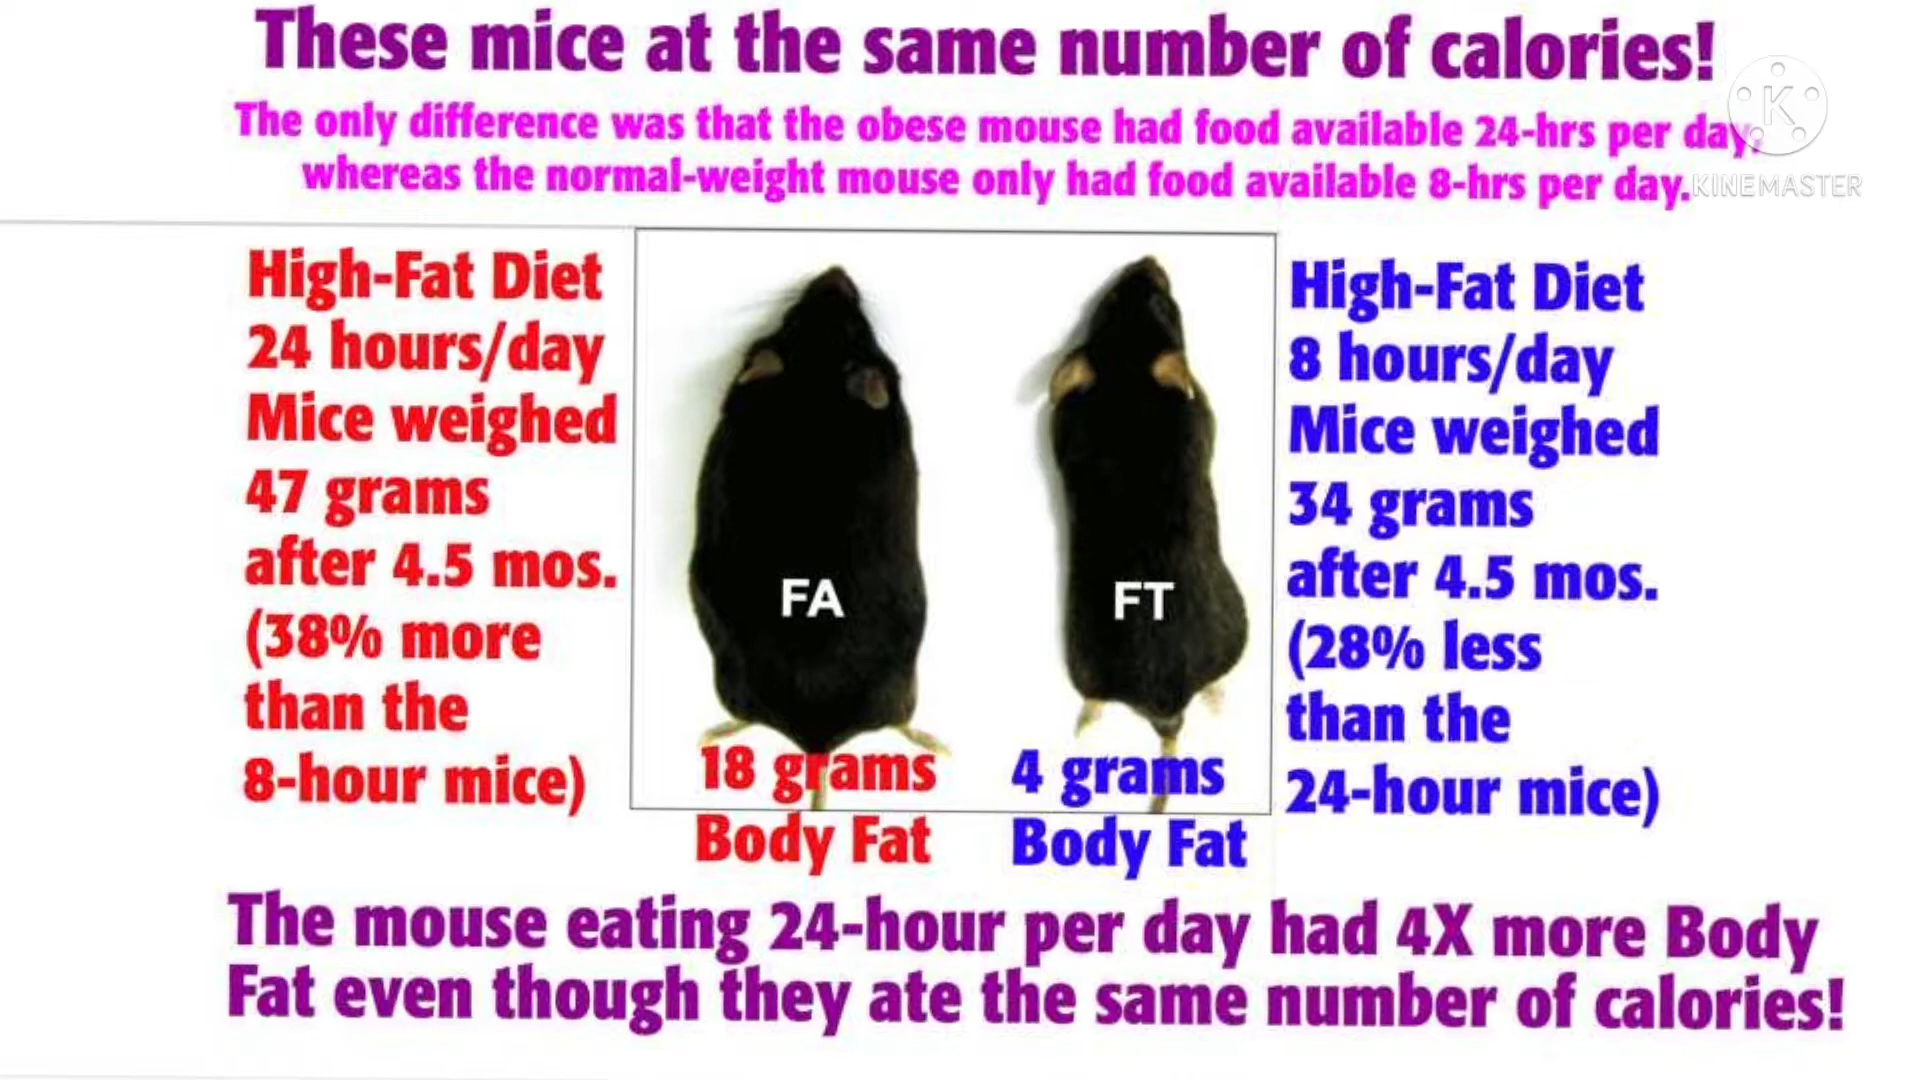 These mice at the same number of calories!
The only difference was that the obese mouse had food available 24-hrs per day,
whereas the normal-weight mouse only had food available 8-hrs per day.
K
KINEMASTER
High-Fat Diet
24 hours/day
Mice weighed
47 grams
after 4.5 mos.
(38% more
than the
8-hour mice)
FA
18 grams
Body Fat
FT
4 grams
Body Fat
High-Fat Diet
8 hours/day
Mice weighed
34 grams
after 4.5 mos.
(28% less
than the
24-hour mice)
The mouse eating 24-hour per day had 4X more Body
Fat even though they ate the same number of calories!